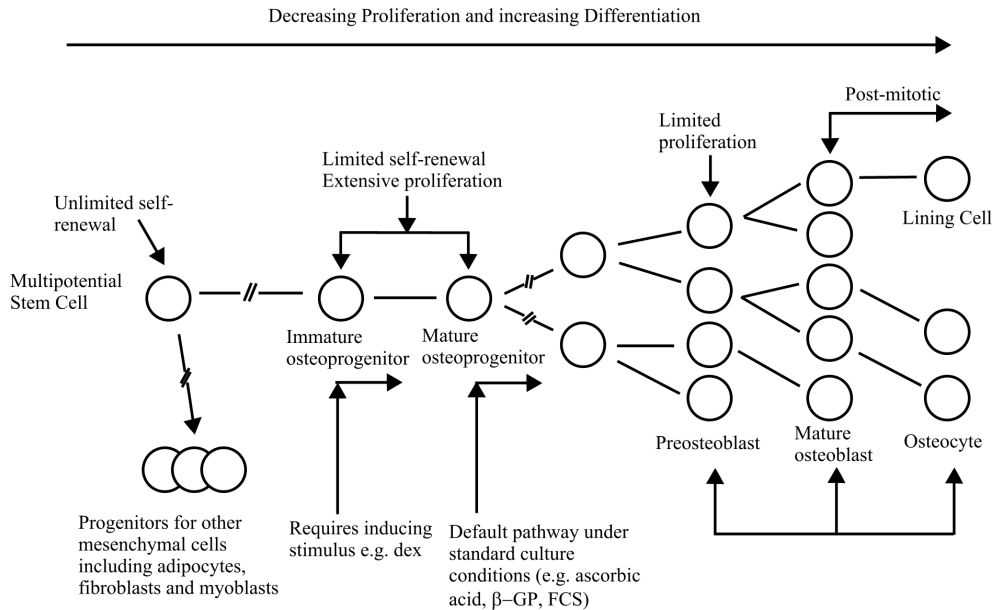 Decreasing Proliferation and increasing Differentiation
Post-mitotic
Limited
proliferation
Limited self-renewal
Extensive proliferation
Unlimited self-
renewal
Lining Cell
Multipotential
Stem Cell
Immature
osteoprogenitor
Mature
osteoprogenitor
Preosteoblast
Mature
osteoblast
Osteocyte
Progenitors for other
mesenchymal cells
including adipocytes,
fibroblasts and myoblasts
Requires inducing
stimulus e.g. dex
Default pathway under
standard culture
conditions (e.g. ascorbic
acid, β-GP, FCS)